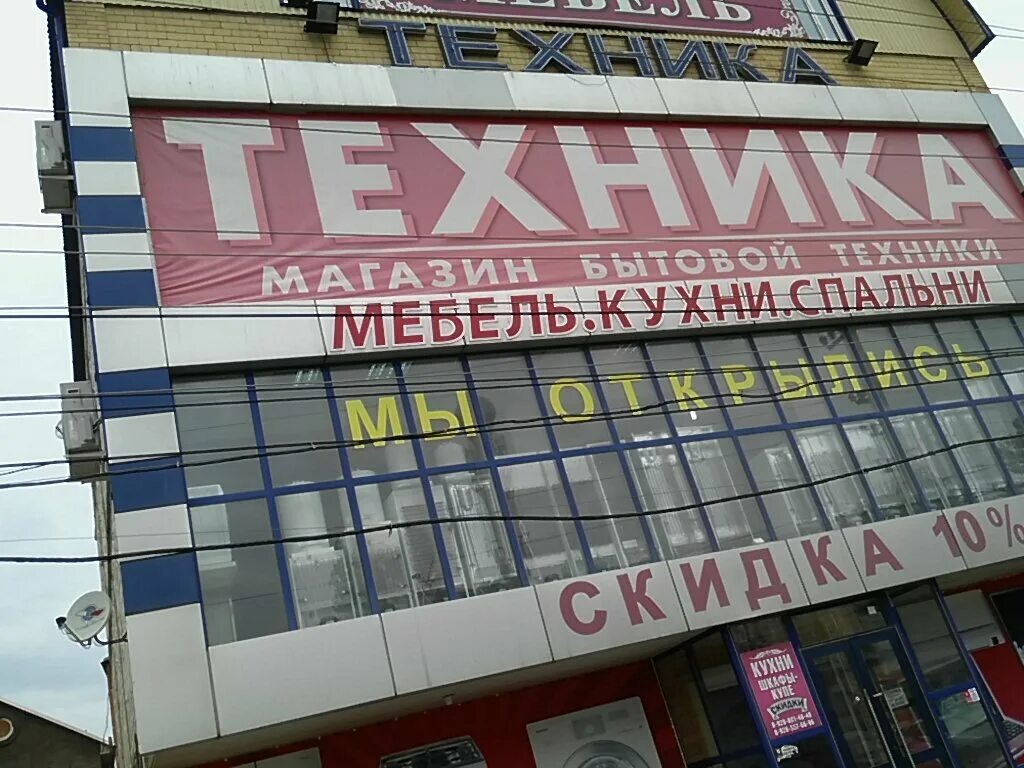 МЕБЕЛЬ
ТЕХНИКА
ТЕХНИКА
МАГАЗИН БЫТОВОЙ ТЕХНИКИ
МЕБЕЛЬ.КУХНИ.СПАЛЬНИ
МЫ ОТКРЫЛИСЬ
СКИДКА 10%
КУХНИ
ШКАФЫ-
КУПЕ
СКИДКИ